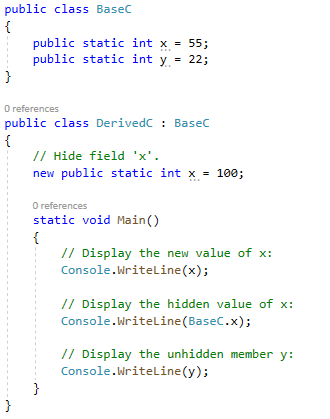 public class BaseC
{
public static int x = 55;
public static int y = 22;
}
0 references
public class DerivedC : BaseC
{
// Hide field 'x'.
new public static int x = 100;
0 references
static void Main()
{
// Display the new value of x:
Console.WriteLine(x);
// Display the hidden value of x:
Console.WriteLine(BaseC.x);
// Display the unhidden member y:
Console.WriteLine(y);
}
}